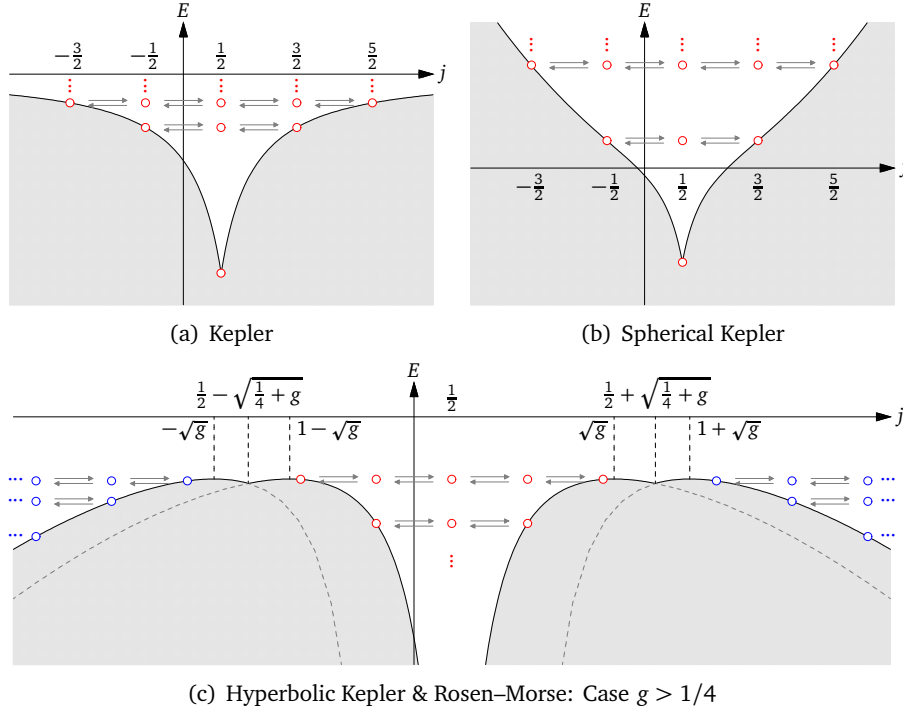 E
E
−3/2 −1/2 1/2 3/2 5/2
j
j
−3/2 −1/2 1/2 3/2 5/2
(a) Kepler
(b) Spherical Kepler
E
1/2 − √(1/4 + g) 1/2 1/2 + √(1/4 + g)
j
−√g 1 − √g √g 1 + √g
(c) Hyperbolic Kepler & Rosen–Morse: Case g > 1/4